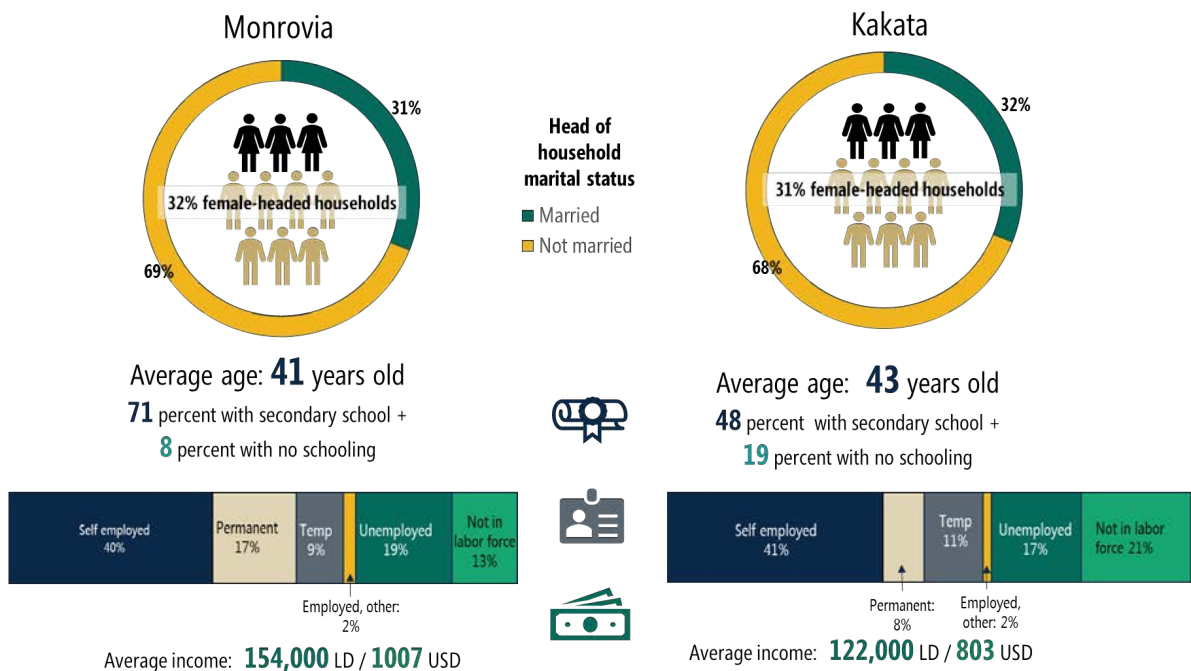 Monrovia
31%
32% female-headed households
69%
Average age: 41 years old
71 percent with secondary school +
8 percent with no schooling
Self employed
40%
Permanent
17%
Temp
9%
Unemployed
19%
Not in
labor force
13%
Employed, other:
2%
Average income: 154,000 LD / 1007 USD
Head of
household
marital status
Married
Not married
Kakata
32%
31% female-headed households
68%
Average age: 43 years old
48 percent with secondary school +
19 percent with no schooling
Self employed
41%
Temp
11%
Unemployed
17%
Not in labor
force 21%
Permanent:
8%
Employed,
other: 2%
Average income: 122,000 LD / 803 USD